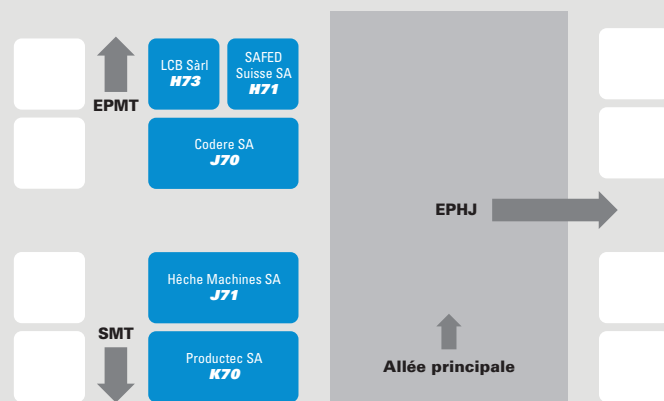 LCB Sàrl
H73
SAFED
Suisse SA
H71
EPMT
Codere SA
J70
EPHJ
Hêche Machines SA
J71
SMT
Productec SA
K70
Allée principale